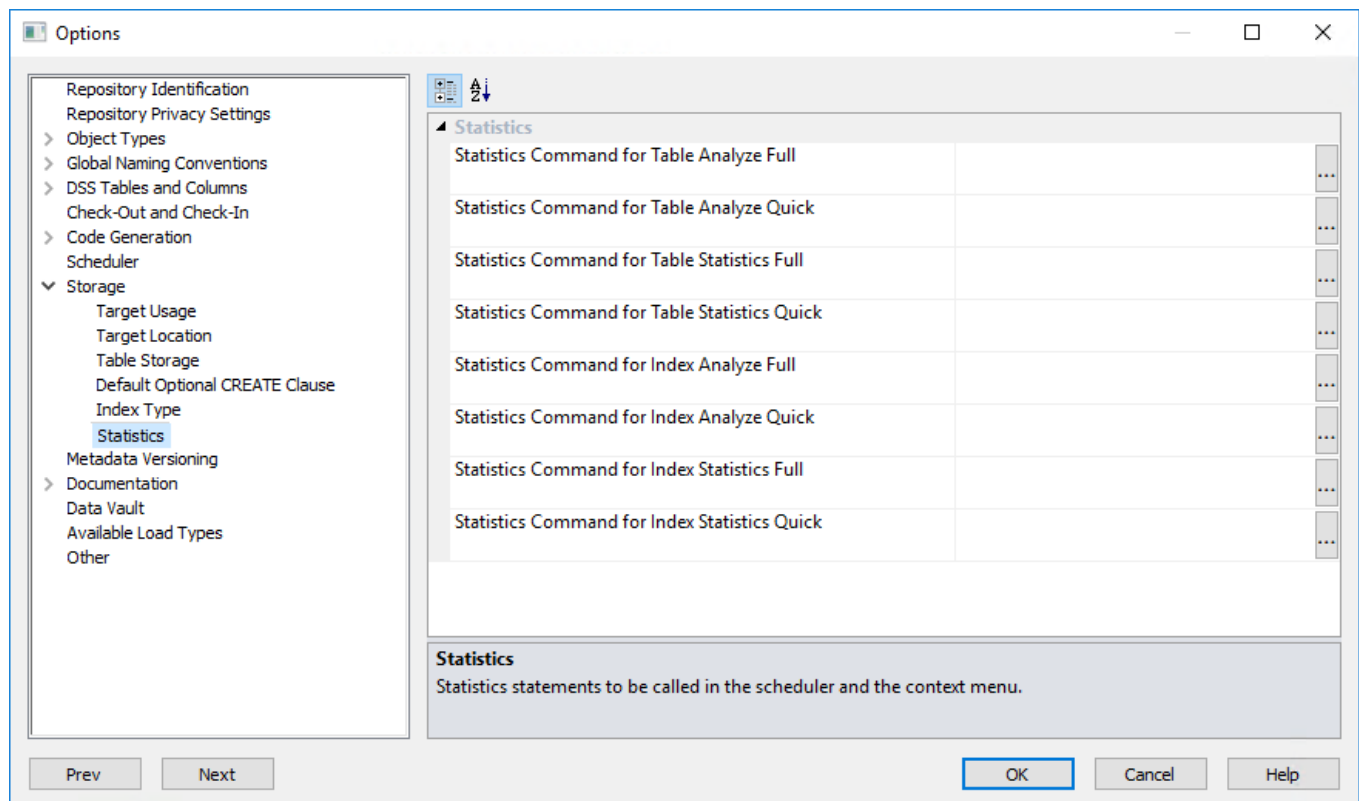 Options
Repository Identification
Repository Privacy Settings
Object Types
Global Naming Conventions
DSS Tables and Columns
Check-Out and Check-In
Code Generation
Scheduler
Storage
Target Usage
Target Location
Table Storage
Default Optional CREATE Clause
Index Type
Statistics
Metadata Versioning
Documentation
Data Vault
Available Load Types
Other
Statistics
Statistics Command for Table Analyze Full
...
Statistics Command for Table Analyze Quick
...
Statistics Command for Table Statistics Full
...
Statistics Command for Table Statistics Quick
...
Statistics Command for Index Analyze Full
...
Statistics Command for Index Analyze Quick
...
Statistics Command for Index Statistics Full
...
Statistics Command for Index Statistics Quick
...
Statistics
Statistics statements to be called in the scheduler and the context menu.
Prev
Next
OK
Cancel
Help